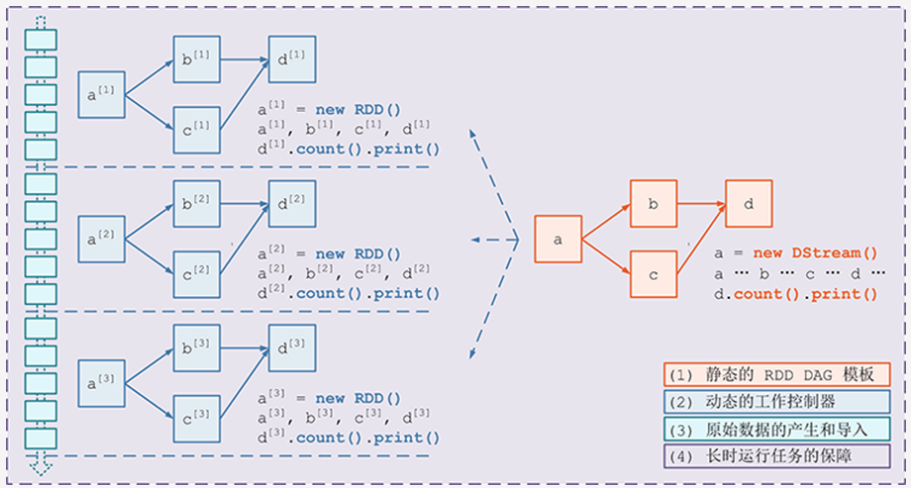 a[1]
b[1]
c[1]
d[1]
a[1] = new RDD()
a[1], b[1], c[1], d[1]
d[1].count().print()
a[2]
b[2]
c[2]
d[2]
a[2] = new RDD()
a[2], b[2], c[2], d[2]
d[2].count().print()
a[3]
b[3]
c[3]
d[3]
a[3] = new RDD()
a[3], b[3], c[3], d[3]
d[3].count().print()
a
b
c
d
a = new DStream()
a … b … c … d …
d.count().print()
(1) 静态的 RDD DAG 模板
(2) 动态的工作控制器
(3) 原始数据的产生和导入
(4) 长时运行任务的保障